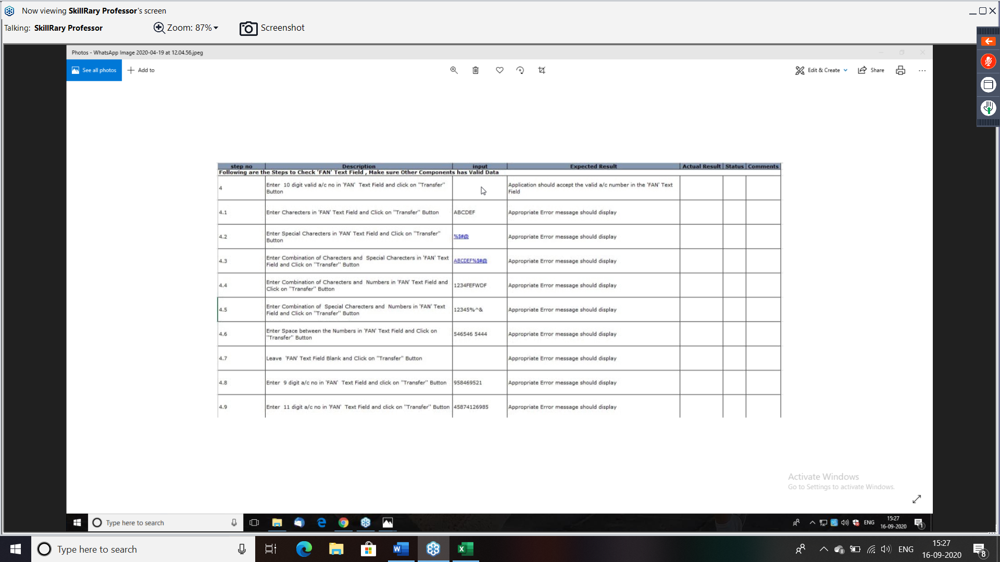 Now viewing SkillRary Professor's screen
Talking: SkillRary Professor
Zoom: 87%
Screenshot
Photos - WhatsApp Image 2020-04-19 at 12.04.56.jpeg
See all photos
Add to
Edit & Create
Share
step no Description input Expected Result Actual Result Status Comments
Following are the Steps to Check 'FAN' Text Field , Make sure Other Components has Valid Data
4 Enter 10 digit valid a/c no in 'FAN' Text Field and click on "Transfer" Application should accept the valid a/c number in the 'FAN' Text
Button Field
4.1 Enter Charecters in 'FAN' Text Field and Click on "Transfer" Button ABCDEF Appropriate Error message should display
4.2 Enter Special Charecters in 'FAN' Text Field and Click on "Transfer" %$#@ Appropriate Error message should display
Button
4.3 Enter Combination of Charecters and Special Charecters in 'FAN' Text ABCDEF%$#@ Appropriate Error message should display
Field and Click on "Transfer" Button
4.4 Enter Combination of Charecters and Numbers in 'FAN' Text Field and 1234FEFWDF Appropriate Error message should display
Click on "Transfer" Button
4.5 Enter Combination of Special Charecters and Numbers in 'FAN' Text 12345%^& Appropriate Error message should display
Field and Click on "Transfer" Button
4.6 Enter Space between the Numbers in 'FAN' Text Field and Click on 546546 5444 Appropriate Error message should display
"Transfer" Button
4.7 Leave 'FAN' Text Field Blank and Click on "Transfer" Button Appropriate Error message should display
4.8 Enter 9 digit a/c no in 'FAN' Text Field and click on "Transfer" Button 958469521 Appropriate Error message should display
4.9 Enter 11 digit a/c no in 'FAN' Text Field and click on "Transfer" Button 45874126985 Appropriate Error message should display
Activate Windows
Go to Settings to activate Windows.
Type here to search
ENG
15:27
16-09-2020
1
Type here to search
ENG
15:27
16-09-2020
8